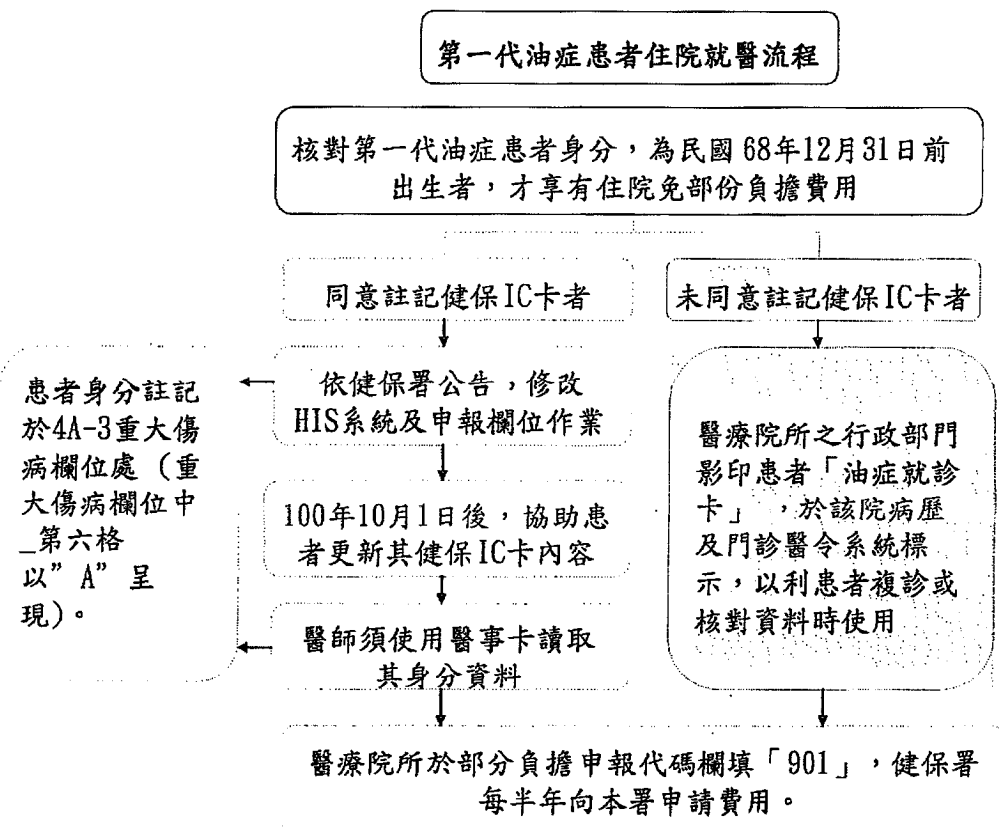 第一代油症患者住院就醫流程
核對第一代油症患者身分，為民國68年12月31日前
出生者，才享有住院免部份負擔費用
同意註記健保IC卡者
未同意註記健保IC卡者
依健保署公告，修改
HIS系統及申報欄位作業
患者身分註記
於4A-3重大傷
病欄位處（重
大傷病欄位中
_第六格
以”A”呈
現）。
100年10月1日後，協助患
者更新其健保IC卡內容
醫師須使用醫事卡讀取
其身分資料
醫療院所之行政部門
影印患者「油症就診
卡」，於該院病歷
及門診醫令系統標
示，以利患者複診或
核對資料時使用
醫療院所於部分負擔申報代碼欄填「901」，健保署
每半年向本署申請費用。